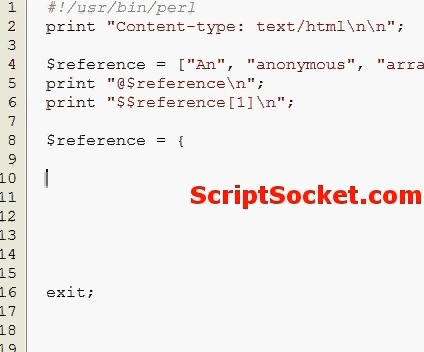 1 #!/usr/bin/perl
2 print "Content-type: text/html\n\n";
3
4 $reference = ["An", "anonymous", "arra
5 print "@$reference\n";
6 print "$$reference[1]\n";
7
8 $reference = {
9
10
11
ScriptSocket.com
12
13
14
15
16 exit;
17
18
19